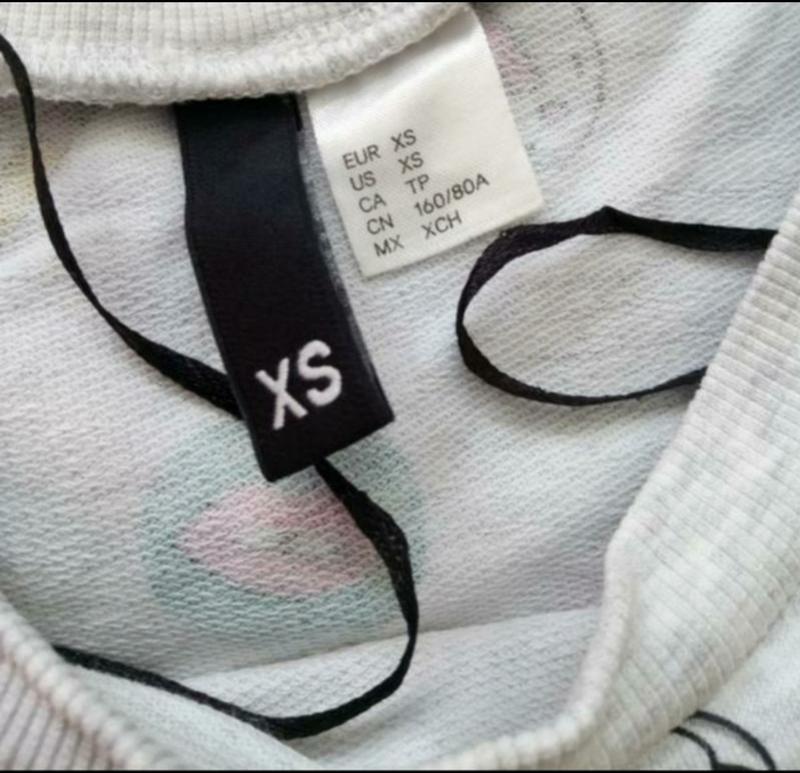 EUR XS
US XS
CA TP
CN 160/80A
MX XCH
XS